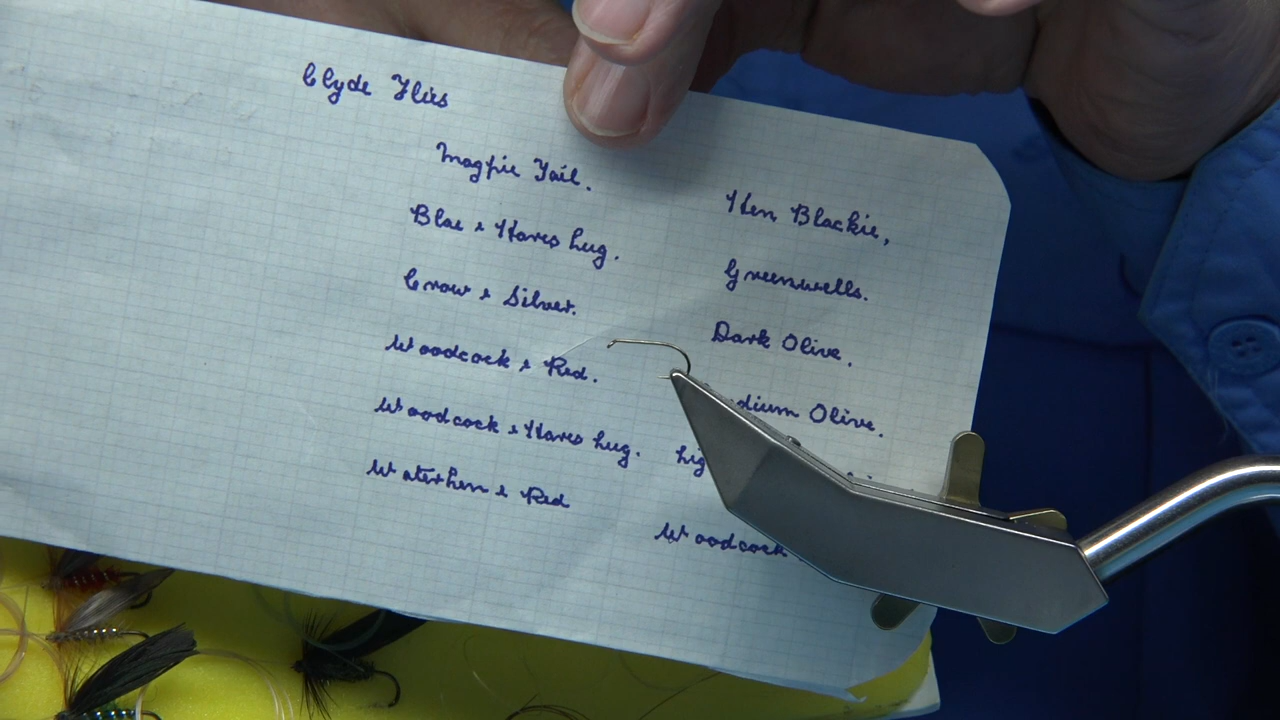 Clyde Flies
Magpie Tail.
Blae & Hares Lug.
Crow & Silver.
Woodcock & Red.
Woodcock & Hares Lug.
Waterhen & Red
Hen Blackie,
Greenwells.
Dark Olive,
Olive.
Woodcock